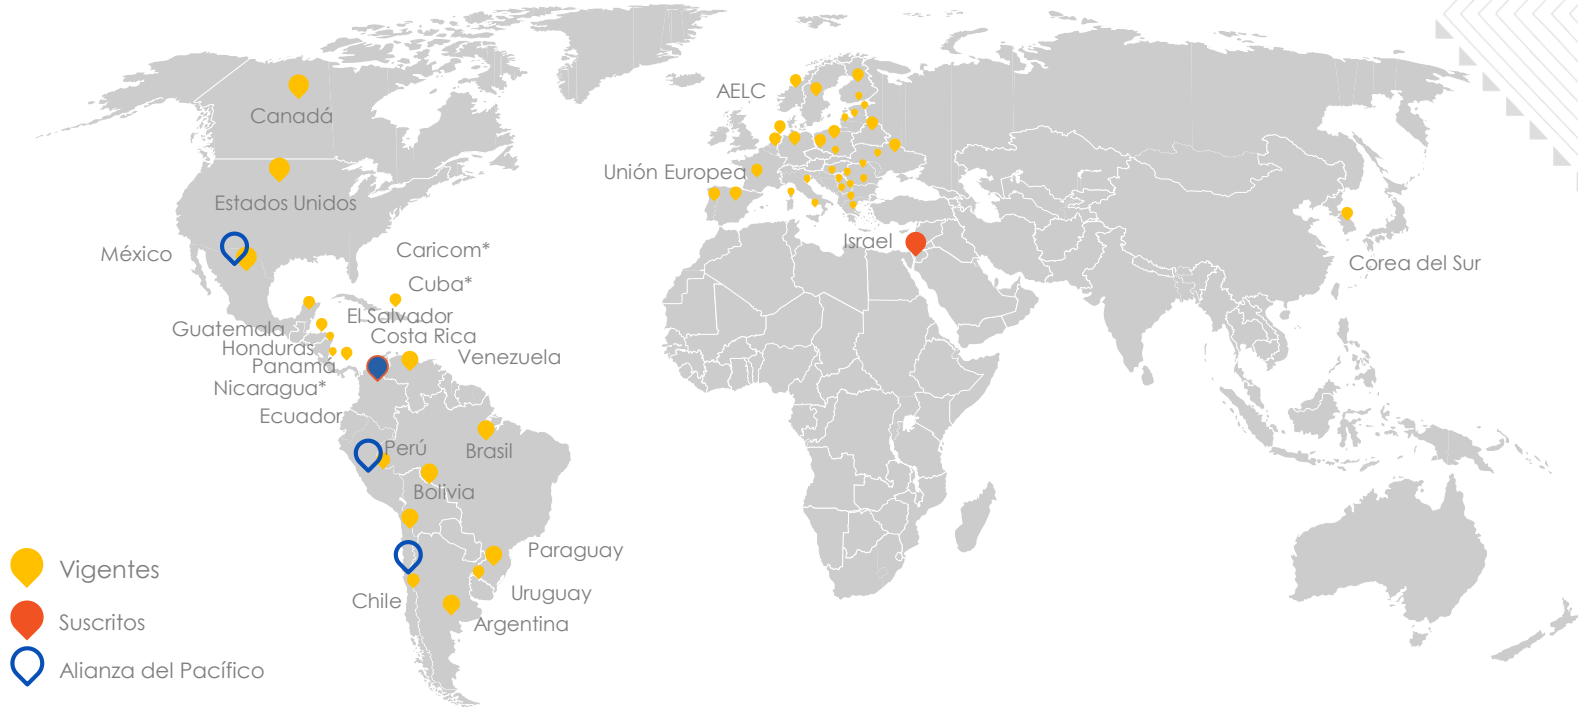 AELC
Canadá
Unión Europea
Estados Unidos
Israel
México
Caricom*
Corea del Sur
Cuba*
El Salvador
Guatemala
Costa Rica
Honduras
Venezuela
Panamá
Nicaragua*
Ecuador
Perú
Brasil
Bolivia
Paraguay
Vigentes
Uruguay
Chile
Suscritos
Argentina
Alianza del Pacífico